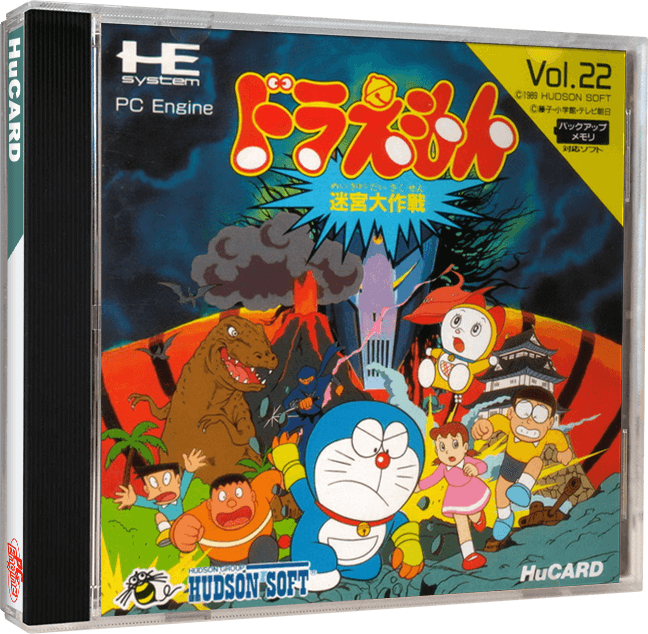 HuCARD
HE
system
PC Engine
Vol.22
©1989 HUDSON SOFT
©藤子・小学館・テレビ朝日
バックアップ
メモリ
対応ソフト
ドラえもん
めいきゅうだいさくせん
迷宮大作戦
HUDSON GROUP
HUDSON SOFT
HuCARD
PC Engine